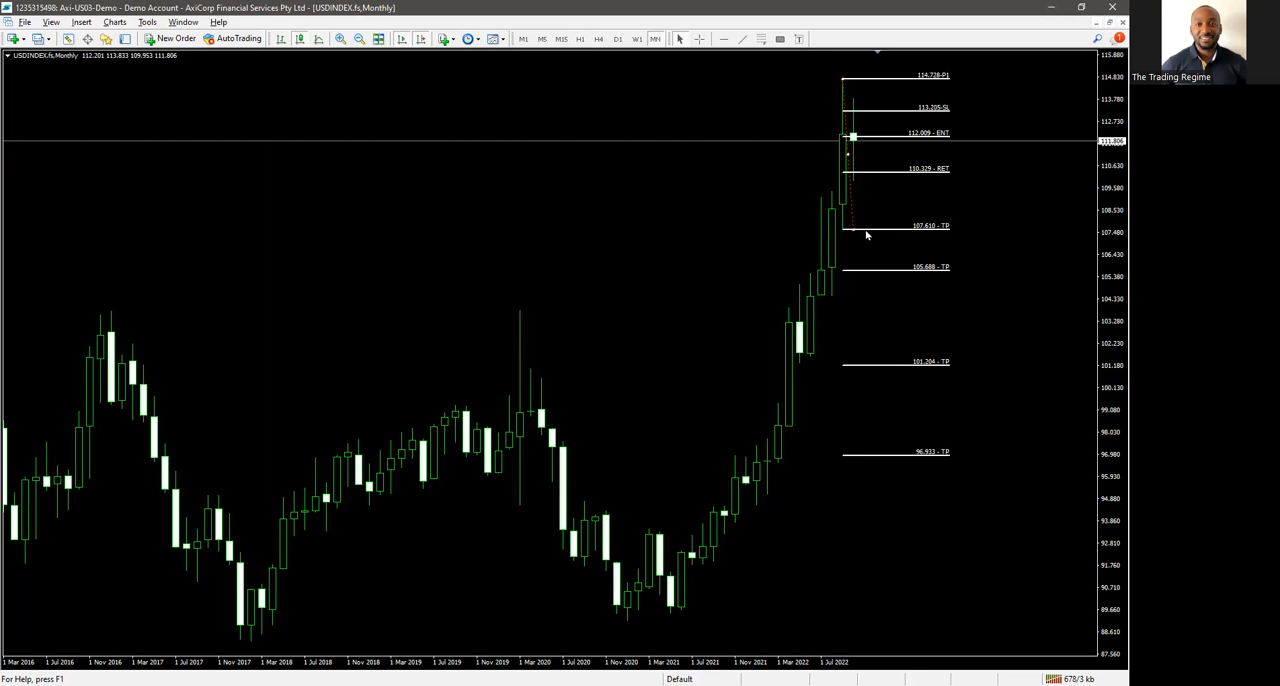 1235315498: Axi-US03-Demo - Demo Account - AxiCorp Financial Services Pty Ltd - [USDINDEX.fs,Monthly]
File View Insert Charts Tools Window Help
New Order AutoTrading M1 M5 M15 H1 H4 D1 W1 MN
1
The Trading Regime
USDINDEX.fs,Monthly 112.201 113.833 109.953 111.806
114.728-P1
113.205-SL
112.009 - ENT
110.329 - RET
107.610 - TP
105.688 - TP
101.204 - TP
96.933 - TP
115.880
114.830
113.780
112.730
111.806
110.630
109.580
108.530
107.480
106.430
105.380
104.330
103.280
102.230
101.180
100.130
99.080
98.030
96.980
95.930
94.880
93.860
92.810
91.760
90.710
89.660
88.610
87.560
1 Mar 2016 1 Jul 2016 1 Nov 2016 1 Mar 2017 1 Jul 2017 1 Nov 2017 1 Mar 2018 1 Jul 2018 1 Nov 2018 1 Mar 2019 1 Jul 2019 1 Nov 2019 1 Mar 2020 1 Jul 2020 1 Nov 2020 1 Mar 2021 1 Jul 2021 1 Nov 2021 1 Mar 2022 1 Jul 2022
For Help, press F1 Default 678/3 kb